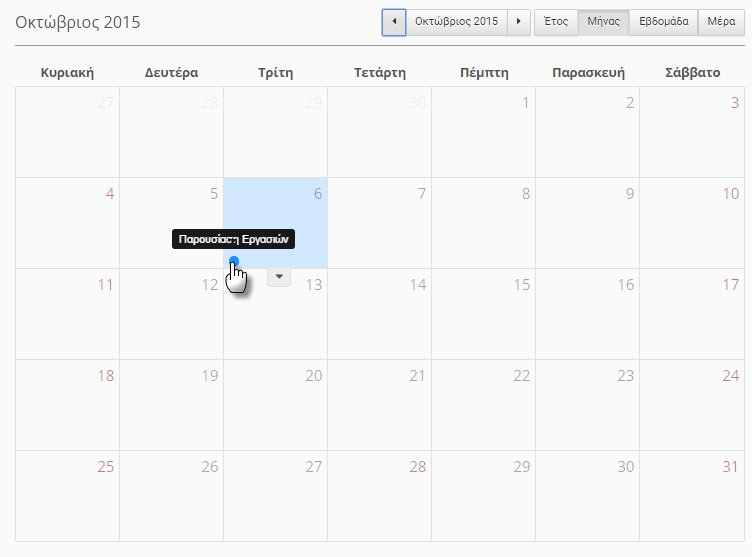 Οκτώβριος 2015
Οκτώβριος 2015 Έτος Μήνας Εβδομάδα Μέρα
Κυριακή Δευτέρα Τρίτη Τετάρτη Πέμπτη Παρασκευή Σάββατο
27 28 29 30 1 2 3
4 5 6 7 8 9 10
Παρουσίαση Εργασιών
11 12 13 14 15 16 17
18 19 20 21 22 23 24
25 26 27 28 29 30 31